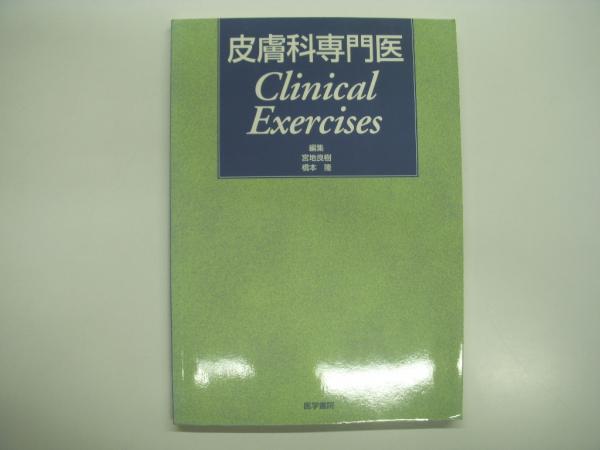 皮膚科専門医
Clinical
Exercises
編集
宮地良樹
橋本 隆
医学書院